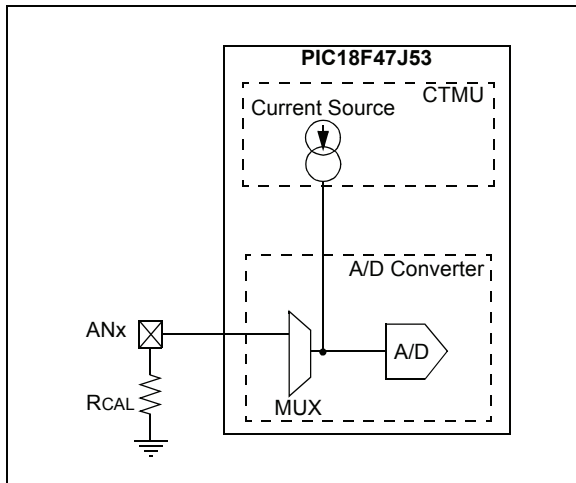 PIC18F47J53
CTMU
Current Source
A/D Converter
ANx
A/D
RCAL
MUX